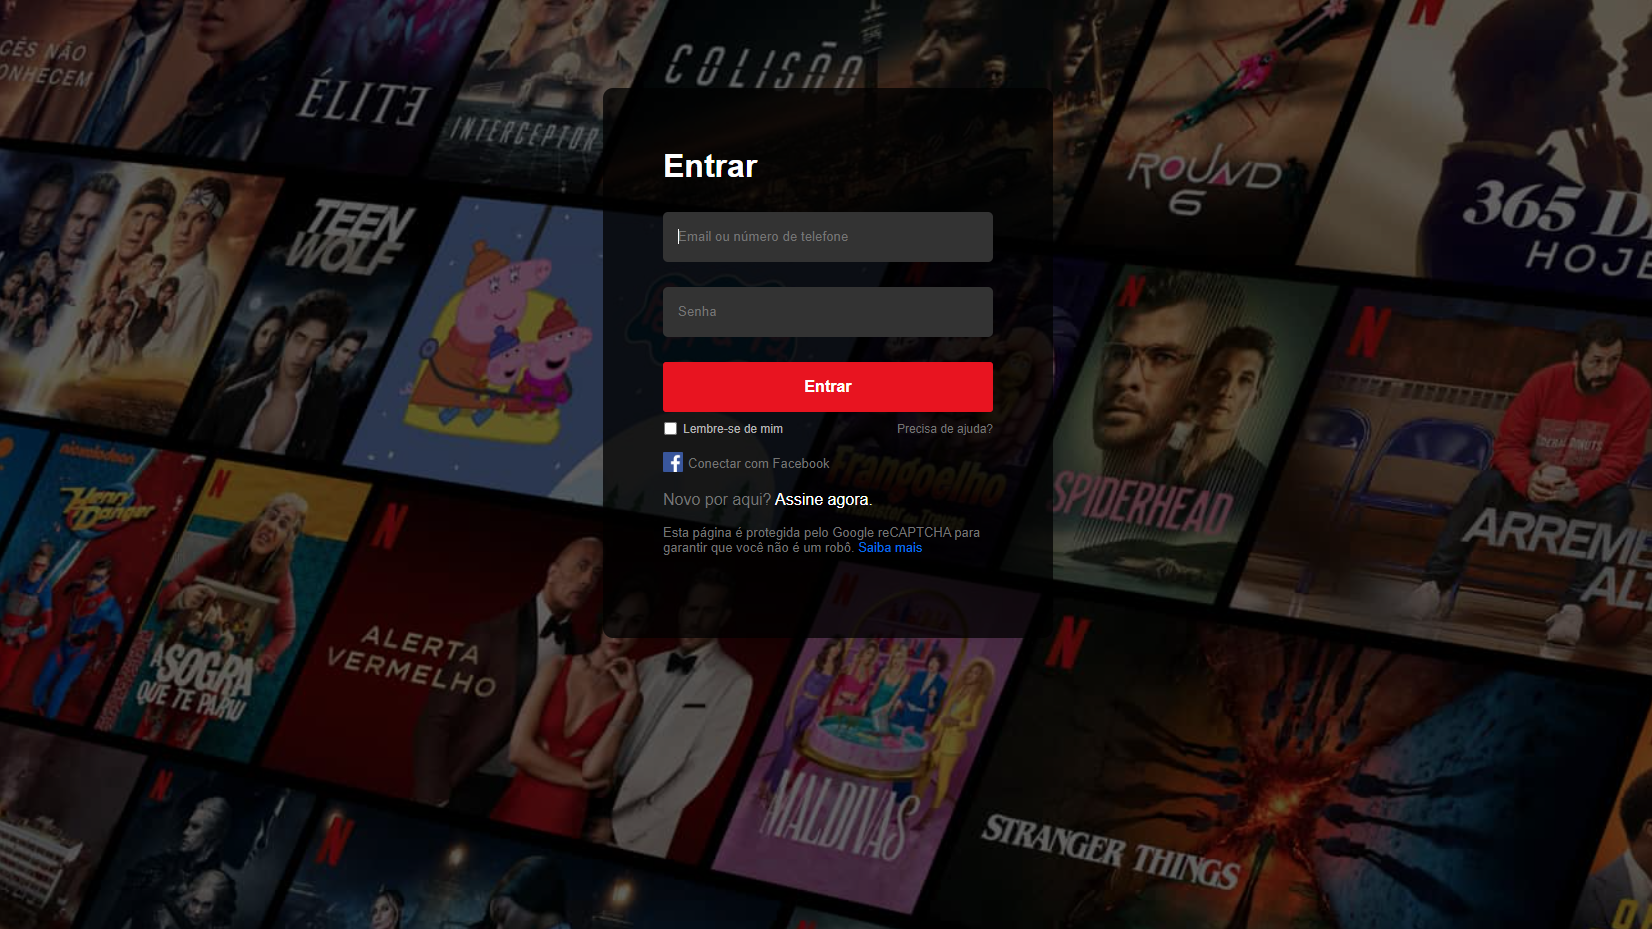 CÊS NÃO
ONHECEM
ÉLITE
INTERCEPTOR
COLISÃO
ROUND
6
365 DI
HOJE
TEEN
WOLF
Entrar
Email ou número de telefone
Senha
Entrar
Lembre-se de mim
Precisa de ajuda?
Conectar com Facebook
Novo por aqui? Assine agora.
Esta página é protegida pelo Google reCAPTCHA para
garantir que você não é um robô. Saiba mais
Frangoelho
SPIDERHEAD
ARREME
AL
nickelodeon
Henry
Danger
A SOGRA
QUE TE PARIU
ALERTA
VERMELHO
MALDIVAS
STRANGER THINGS